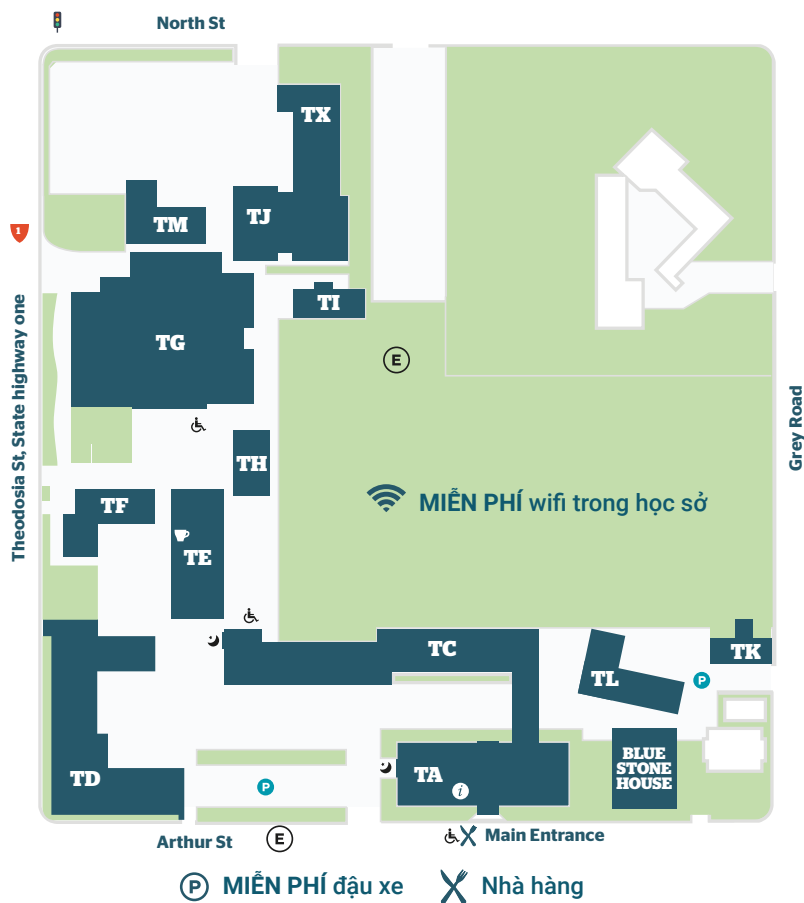 North St
TX
TM
TJ
1
TI
TG
E
Theodosia St, State highway one
Grey Road
TH
MIỄN PHÍ wifi trong học sở
TF
TE
TC
TK
TL
P
TD
TA
i
BLUE
STONE
HOUSE
P
Arthur St
E
Main Entrance
P MIỄN PHÍ đậu xe
Nhà hàng